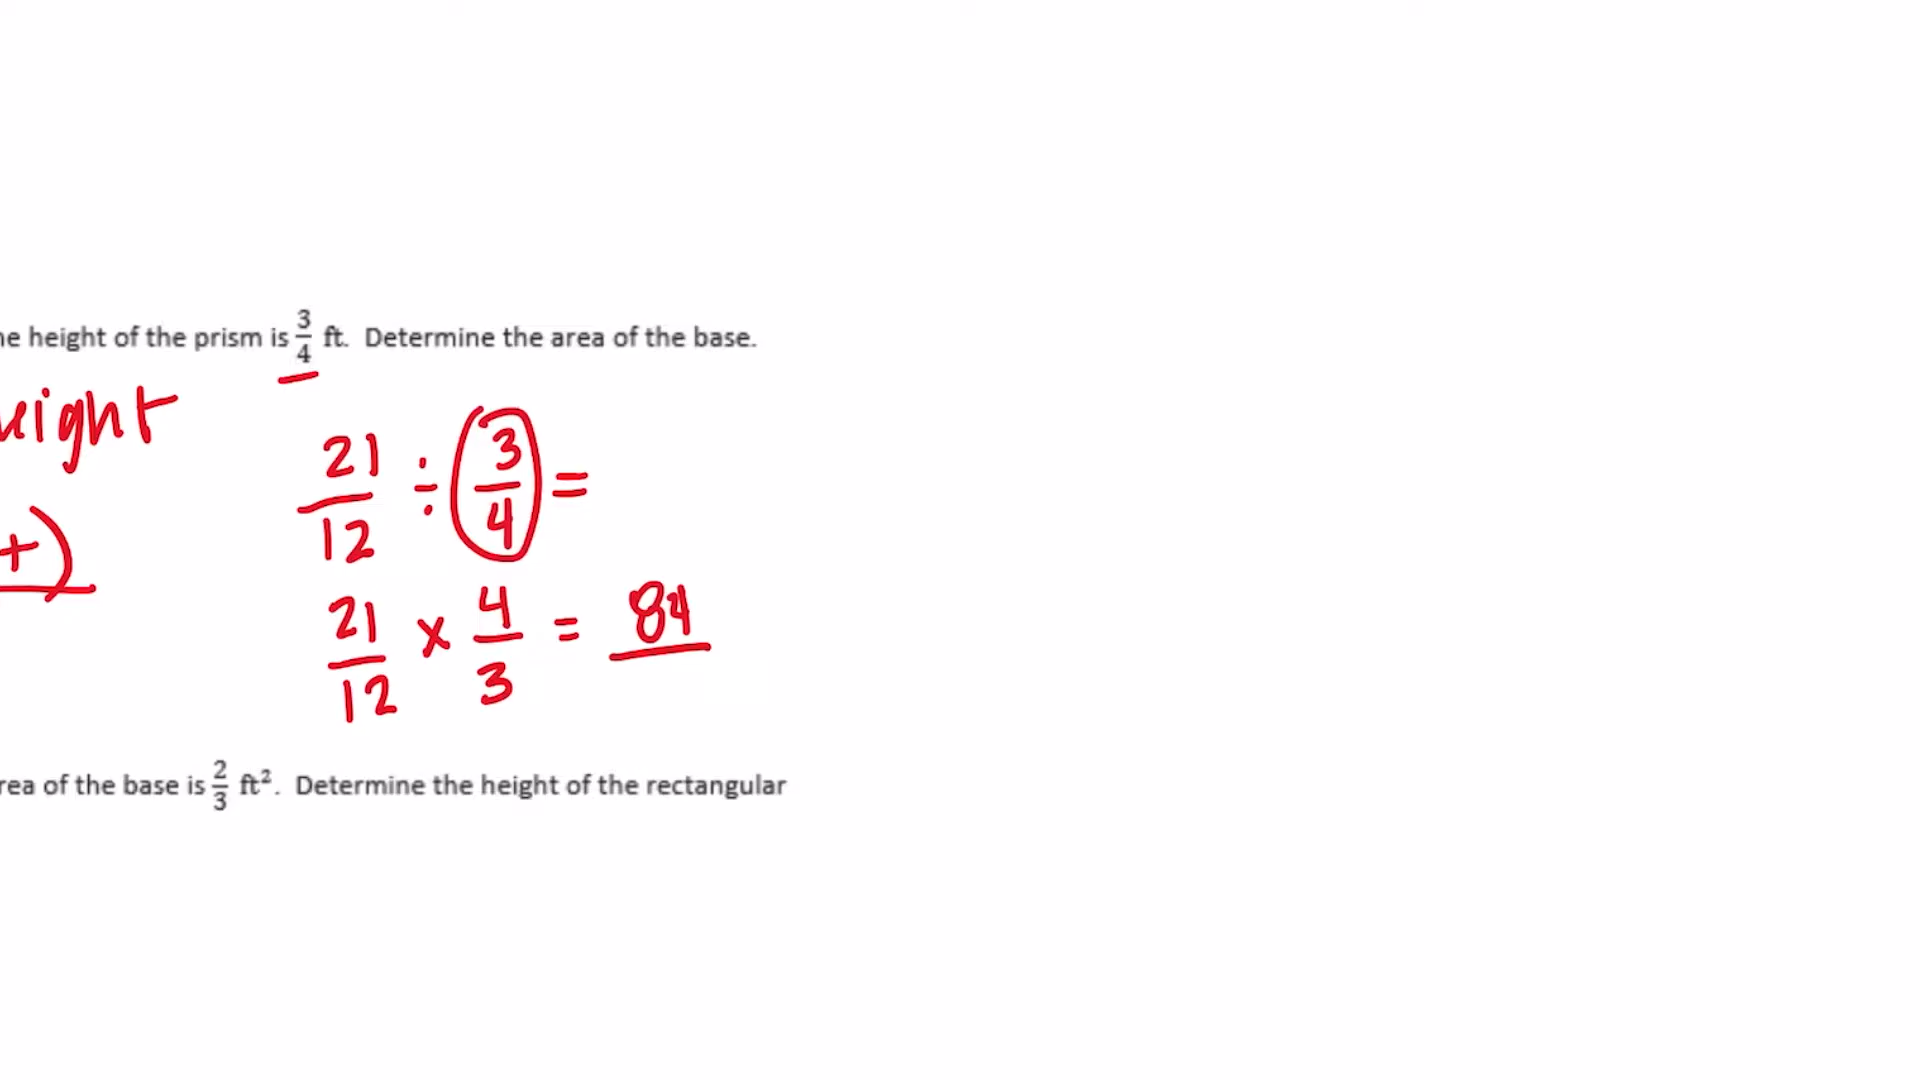 he height of the prism is 3/4 ft. Determine the area of the base.
eight
21/12 ÷ 3/4 =
t)
21/12 x 4/3 = 84
rea of the base is 2/3 ft². Determine the height of the rectangular